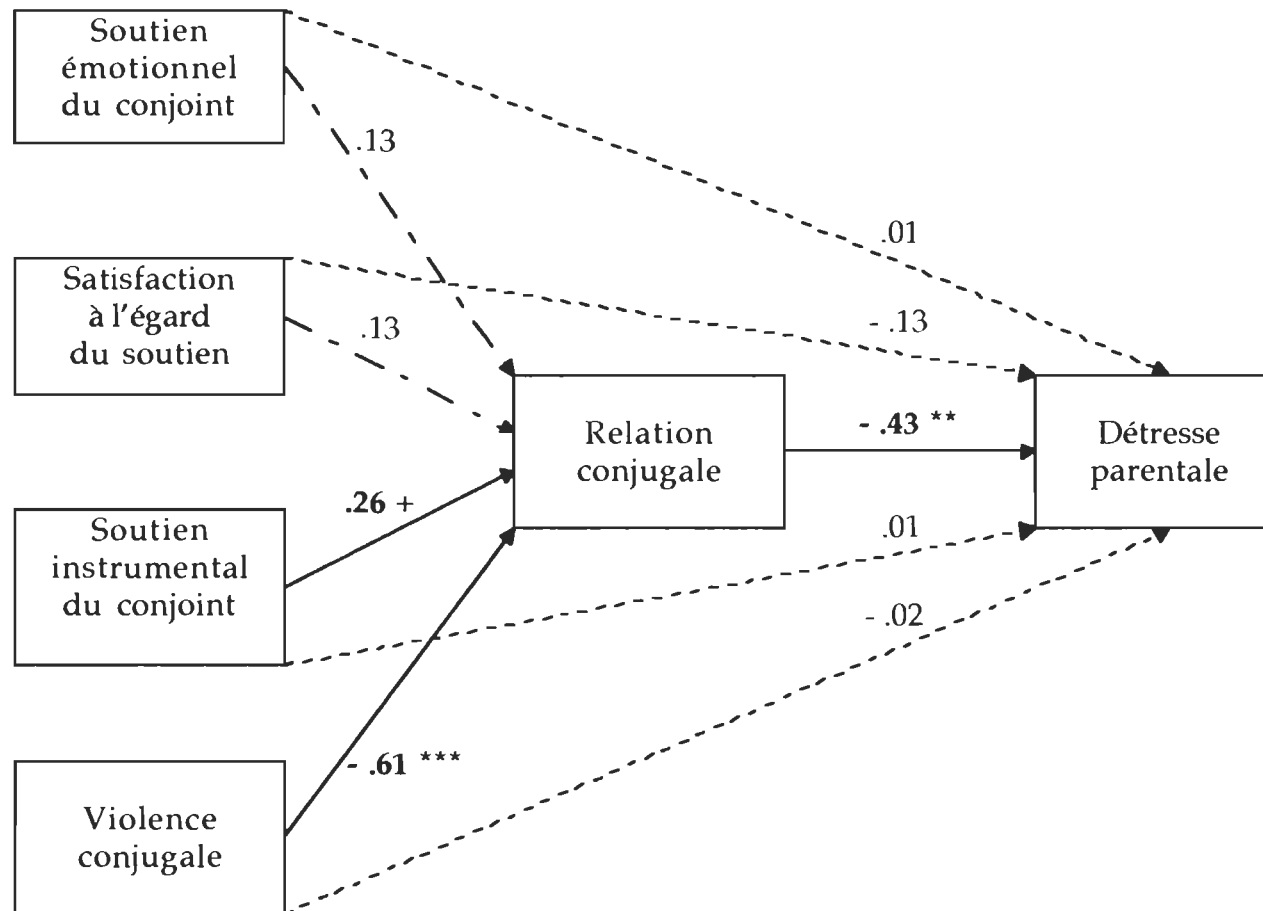 Soutien
émotionnel
du conjoint
.13
.01
Satisfaction
à l'égard
du soutien
.13
- .13
Relation
conjugale
- .43 **
Détresse
parentale
Soutien
instrumental
du conjoint
.26 +
.01
- .02
- .61 ***
Violence
conjugale